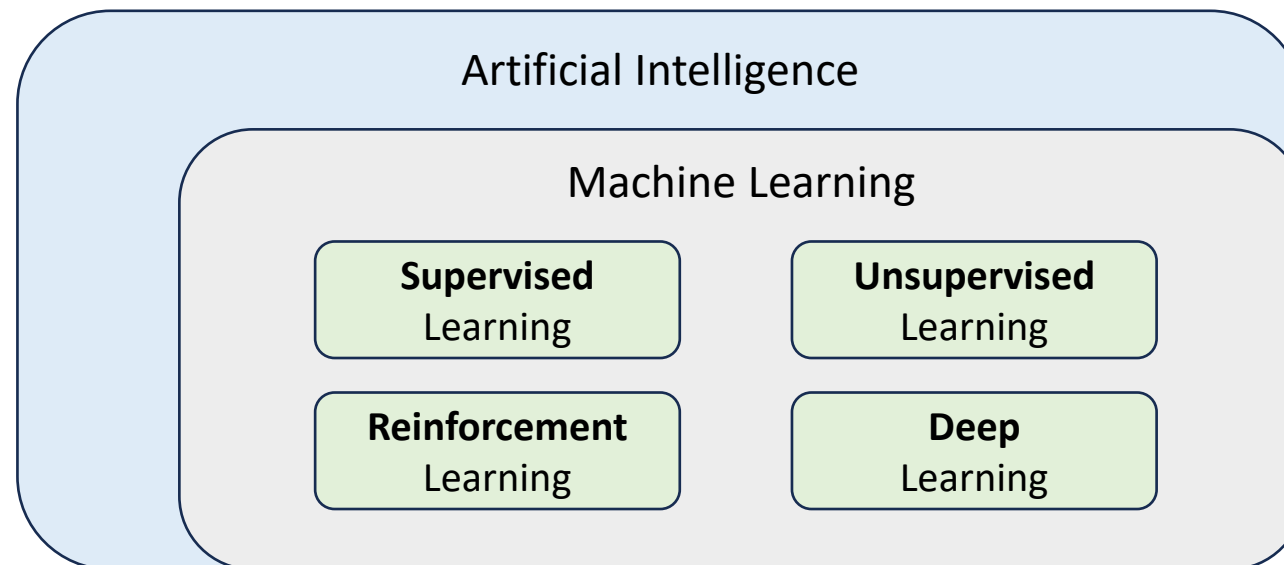 Artificial Intelligence
Machine Learning
Supervised
Learning
Unsupervised
Learning
Reinforcement
Learning
Deep
Learning